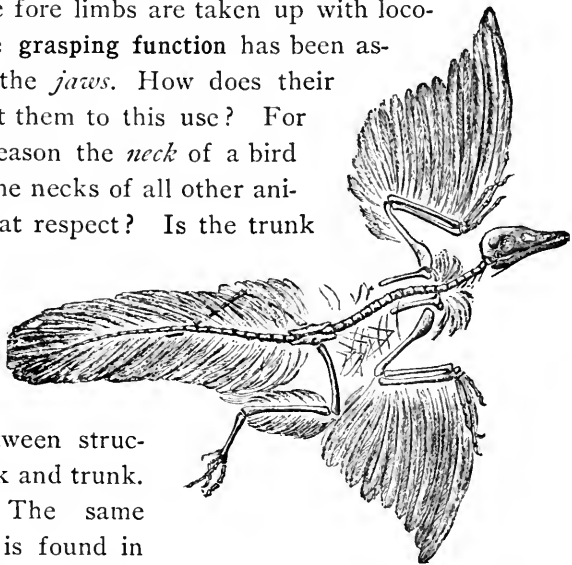 e fore limbs are taken up with loco-
e grasping function has been as-
the jaws. How does their
t them to this use? For
eason the neck of a bird
ne necks of all other ani-
at respect? Is the trunk
ween struc-
k and trunk.
The same
is found in